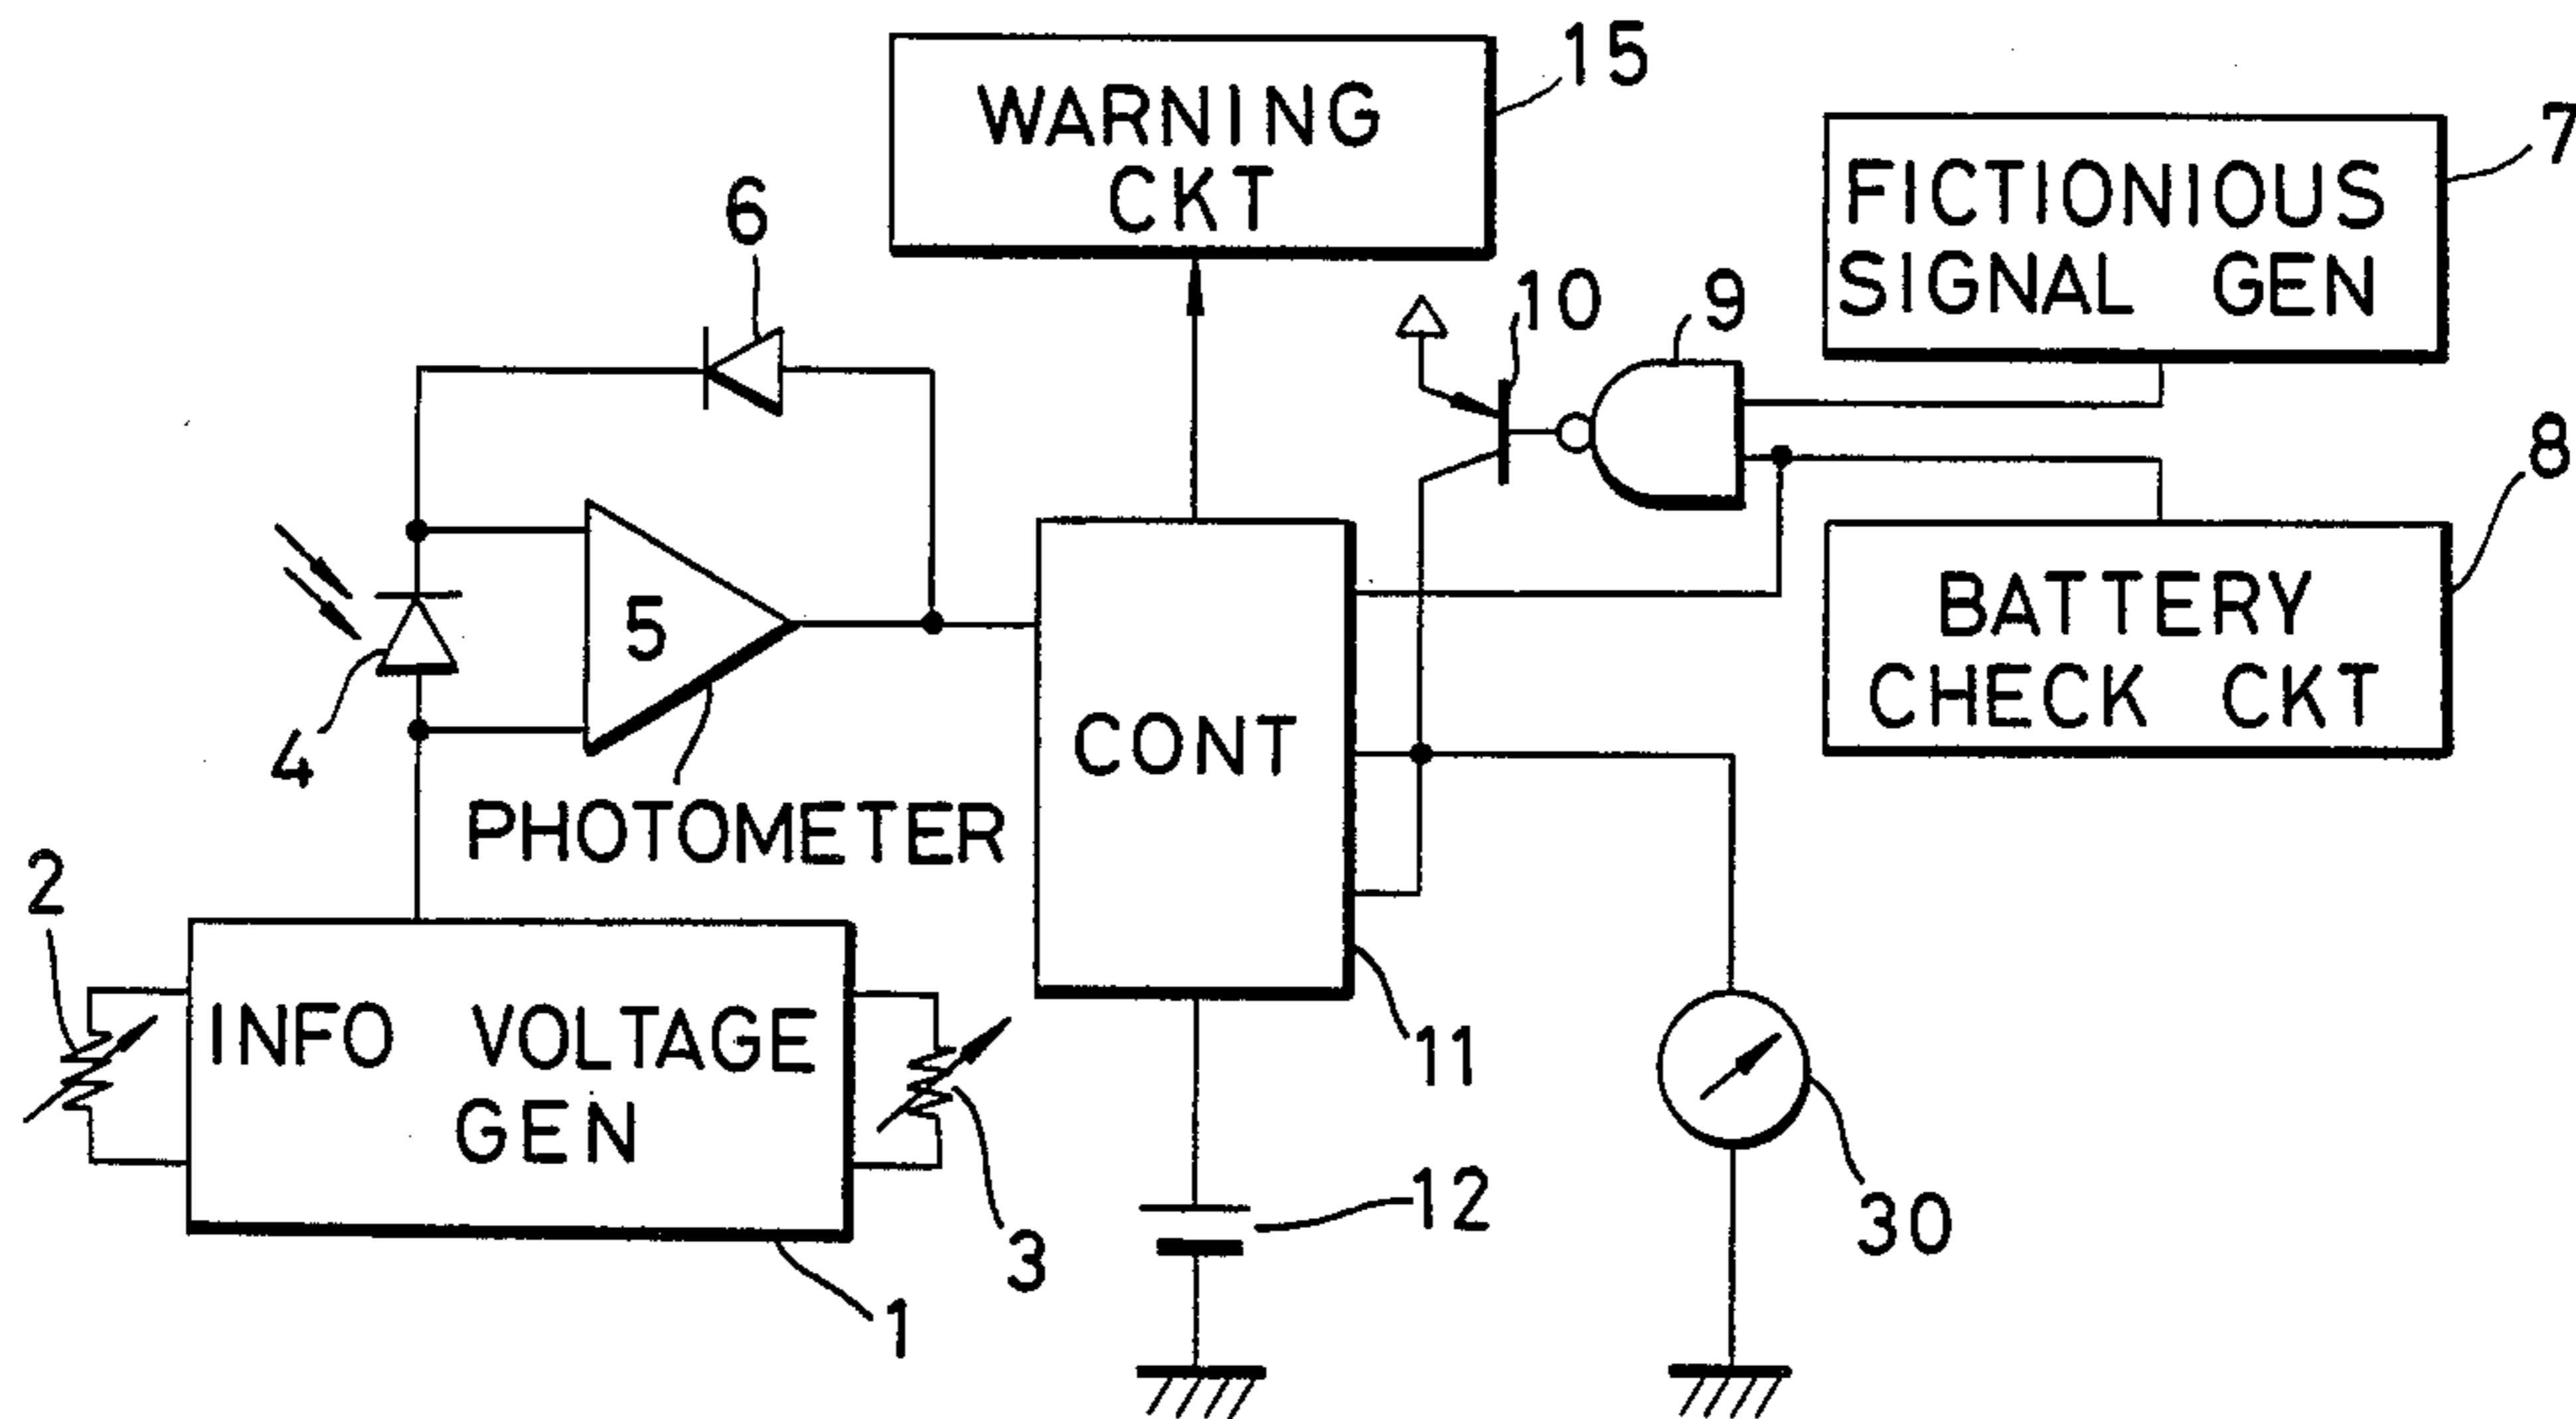 15
WARNING
CKT
7
FICTIONIOUS
SIGNAL GEN
6
10
9
8
BATTERY
CHECK CKT
5
4
CONT
PHOTOMETER
2
INFO VOLTAGE
GEN
11
12
3
30
1